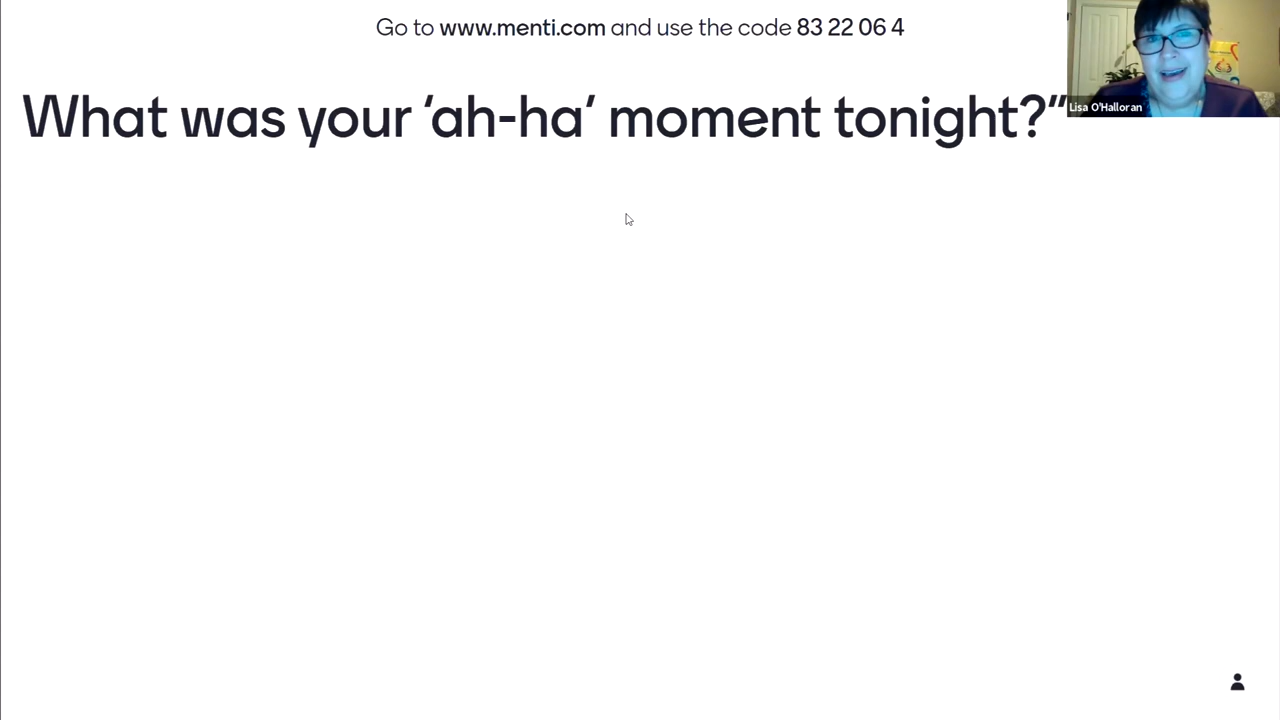 Go to www.menti.com and use the code 83 22 06 4
What was your ‘ah-ha’ moment tonight?”
Lisa O'Halloran